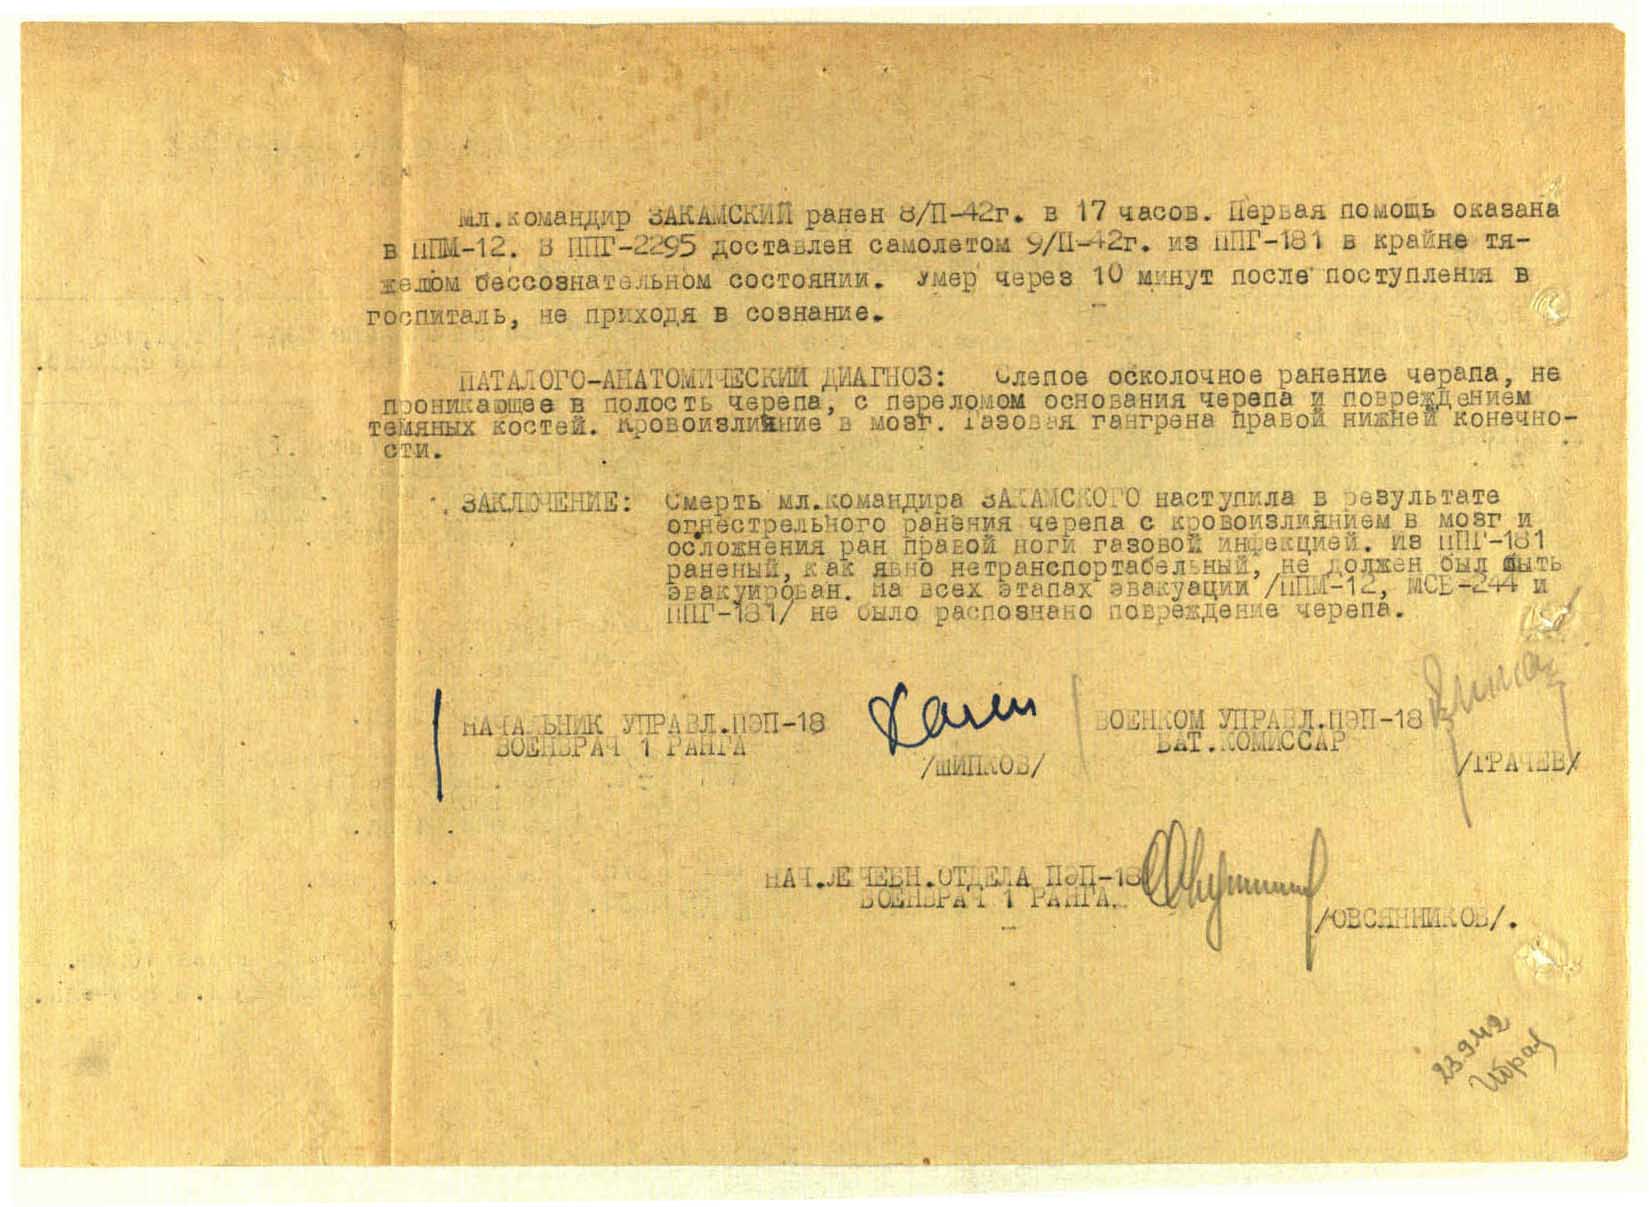 Мл.командир ЗАКАМСКИЙ ранен 8/П-42г. в 17 часов. Первая помощь оказана
в ППМ-12. В ППГ-2295 доставлен самолетом 9/П-42г. из ППГ-181 в крайне тя-
желом бессознательном состоянии. Умер через 10 минут после поступления в
госпиталь, не приходя в сознание.
ПАТАЛОГО-АНАТОМИЧЕСКИЙ ДИАГНОЗ: Слепое осколочное ранение черапа, не
проникающее в полость черепа, с переломом основания черепа и повреждением
темяных костей. Кровоизлияние в мозг. Газовая гангрена правой нижней конечно-
сти.
ЗАКЛЮЧЕНИЕ: Смерть мл.командира ЗАКАМСКОГО наступила в результате
огнестрельного ранения черепа с кровоизлиянием в мозг и
осложнения ран правой ноги газовой инфекцией. Из ППГ-181
раненый, как явно нетранспортабельный, не должен был быть
эвакуирован. На всех этапах эвакуации /ППМ-12, МСБ-244 и
ППГ-181/ не было распознано повреждение черепа.
НАЧАЛЬНИК УПРАВЛ.ПЭП-18 ВОЕНКОМ УПРАВЛ.ПЭП-18
ВОЕНВРАЧ 1 РАНГА БАТ.КОМИССАР
/ШИПКОВ/ /ГРАЧЕВ/
НАЧ.ЛЕЧЕБН.ОТДЕЛА ПЭП-18
ВОЕНВРАЧ 1 РАНГА
/ОВСЯННИКОВ/.
23.9.42